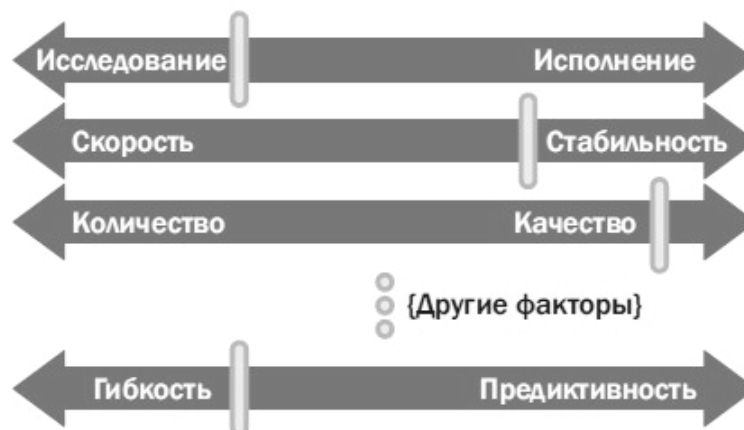 Исследование Исполнение
Скорость Стабильность
Количество Качество
{Другие факторы}
Гибкость Предиктивность